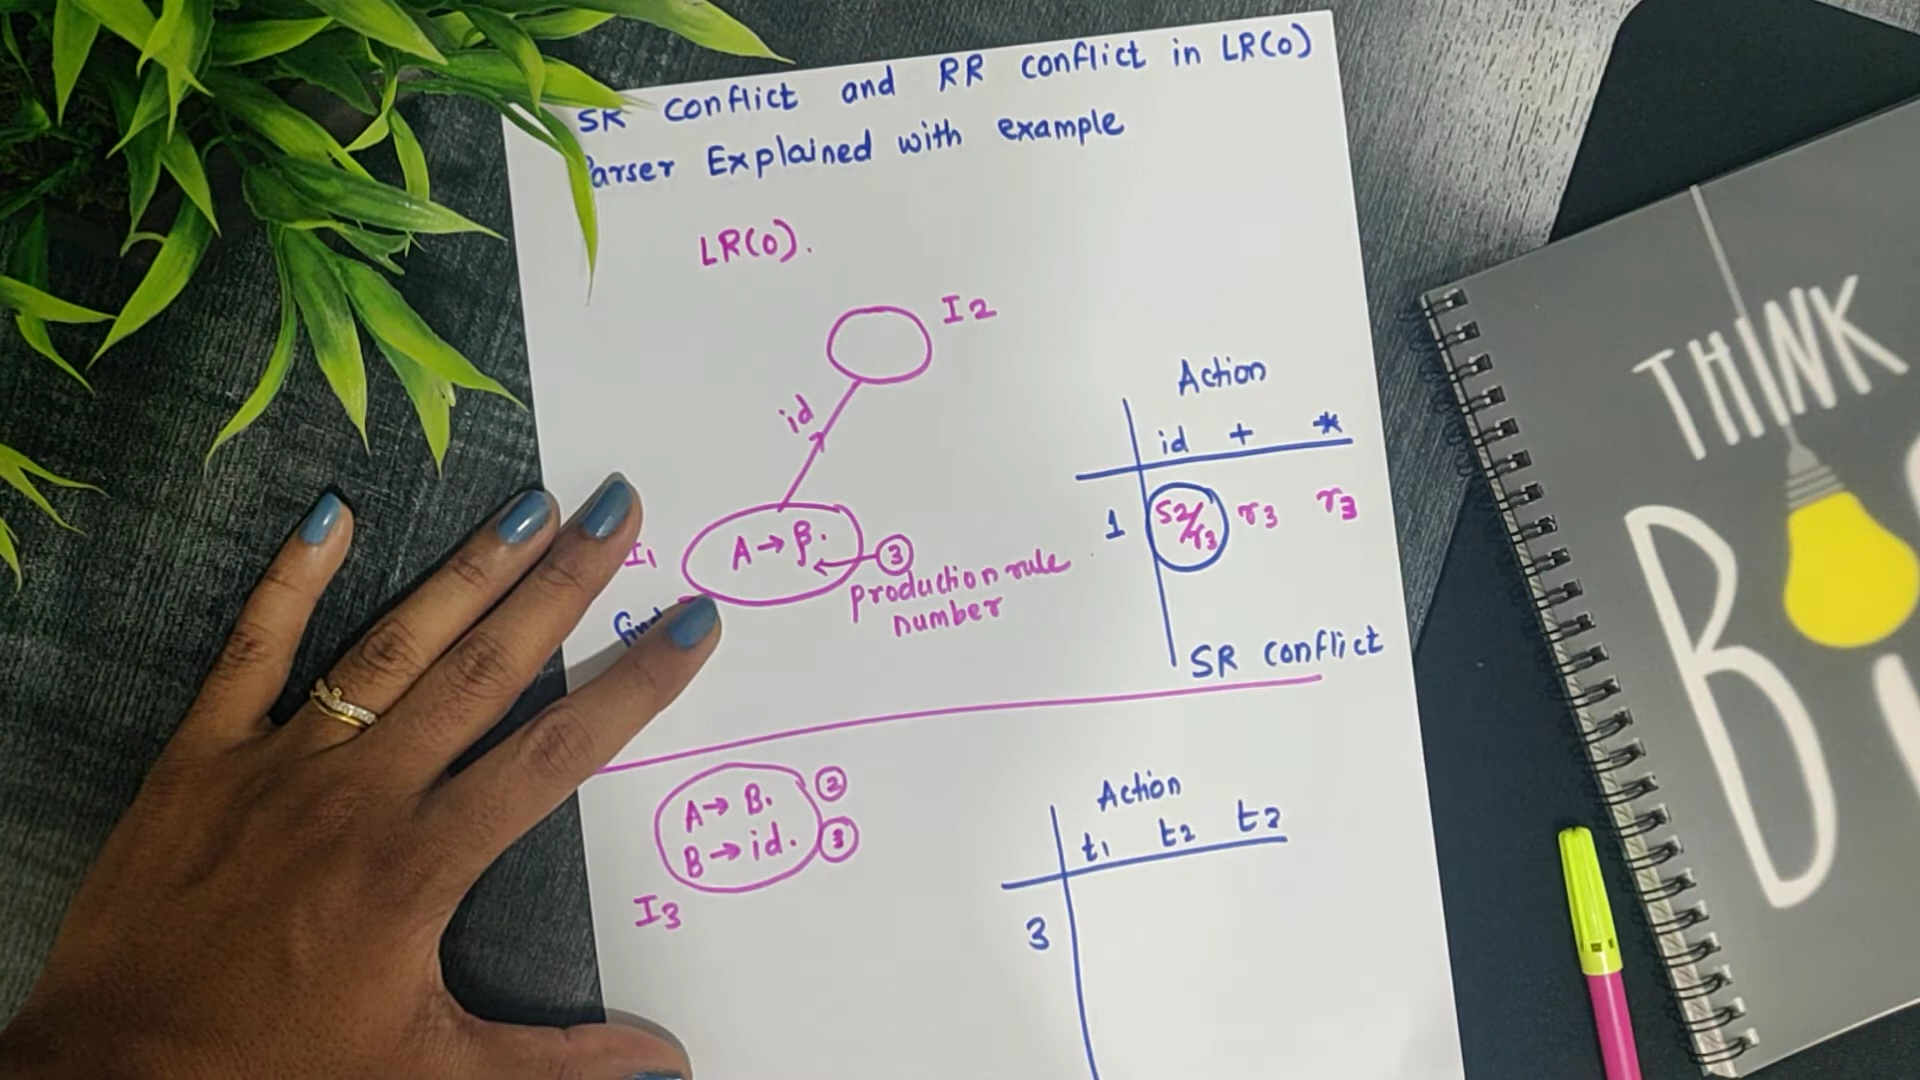 SR conflict and RR conflict in LR(0)
Parser Explained with example
LR(0).
I2
id
I1
A→β.
③
production rule
number
Action
id + *
1 S2/r3 r3 r3
SR conflict
A→ B. ②
B→id. ③
I3
Action
t1 t2 t3
3
THINK